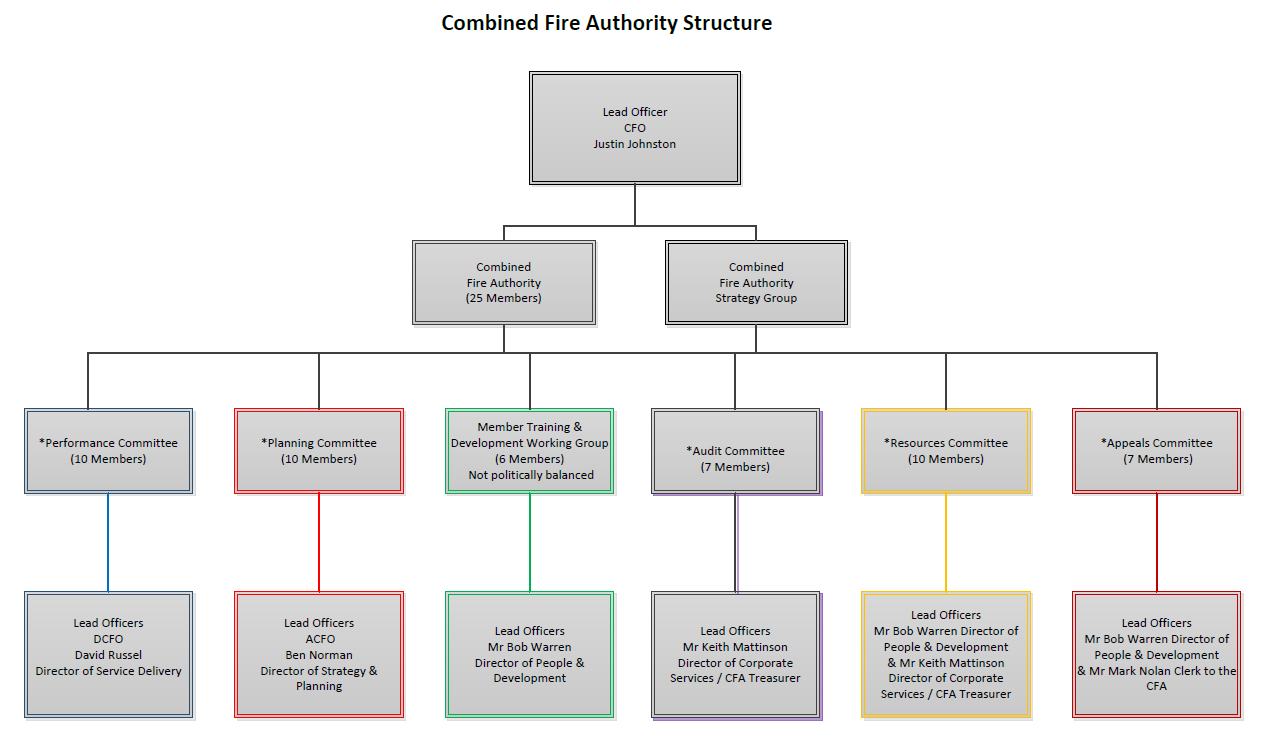 Combined Fire Authority Structure
Lead Officer
CFO
Justin Johnston
Combined
Fire Authority
(25 Members)
Combined
Fire Authority
Strategy Group
*Performance Committee
(10 Members)
*Planning Committee
(10 Members)
Member Training &
Development Working Group
(6 Members)
Not politically balanced
*Audit Committee
(7 Members)
*Resources Committee
(10 Members)
*Appeals Committee
(7 Members)
Lead Officers
DCFO
David Russel
Director of Service Delivery
Lead Officers
ACFO
Ben Norman
Director of Strategy &
Planning
Lead Officers
Mr Bob Warren
Director of People &
Development
Lead Officers
Mr Keith Mattinson
Director of Corporate
Services / CFA Treasurer
Lead Officers
Mr Bob Warren Director of
People & Development
& Mr Keith Mattinson
Director of Corporate
Services / CFA Treasurer
Lead Officers
Mr Bob Warren Director of
People & Development
& Mr Mark Nolan Clerk to the
CFA